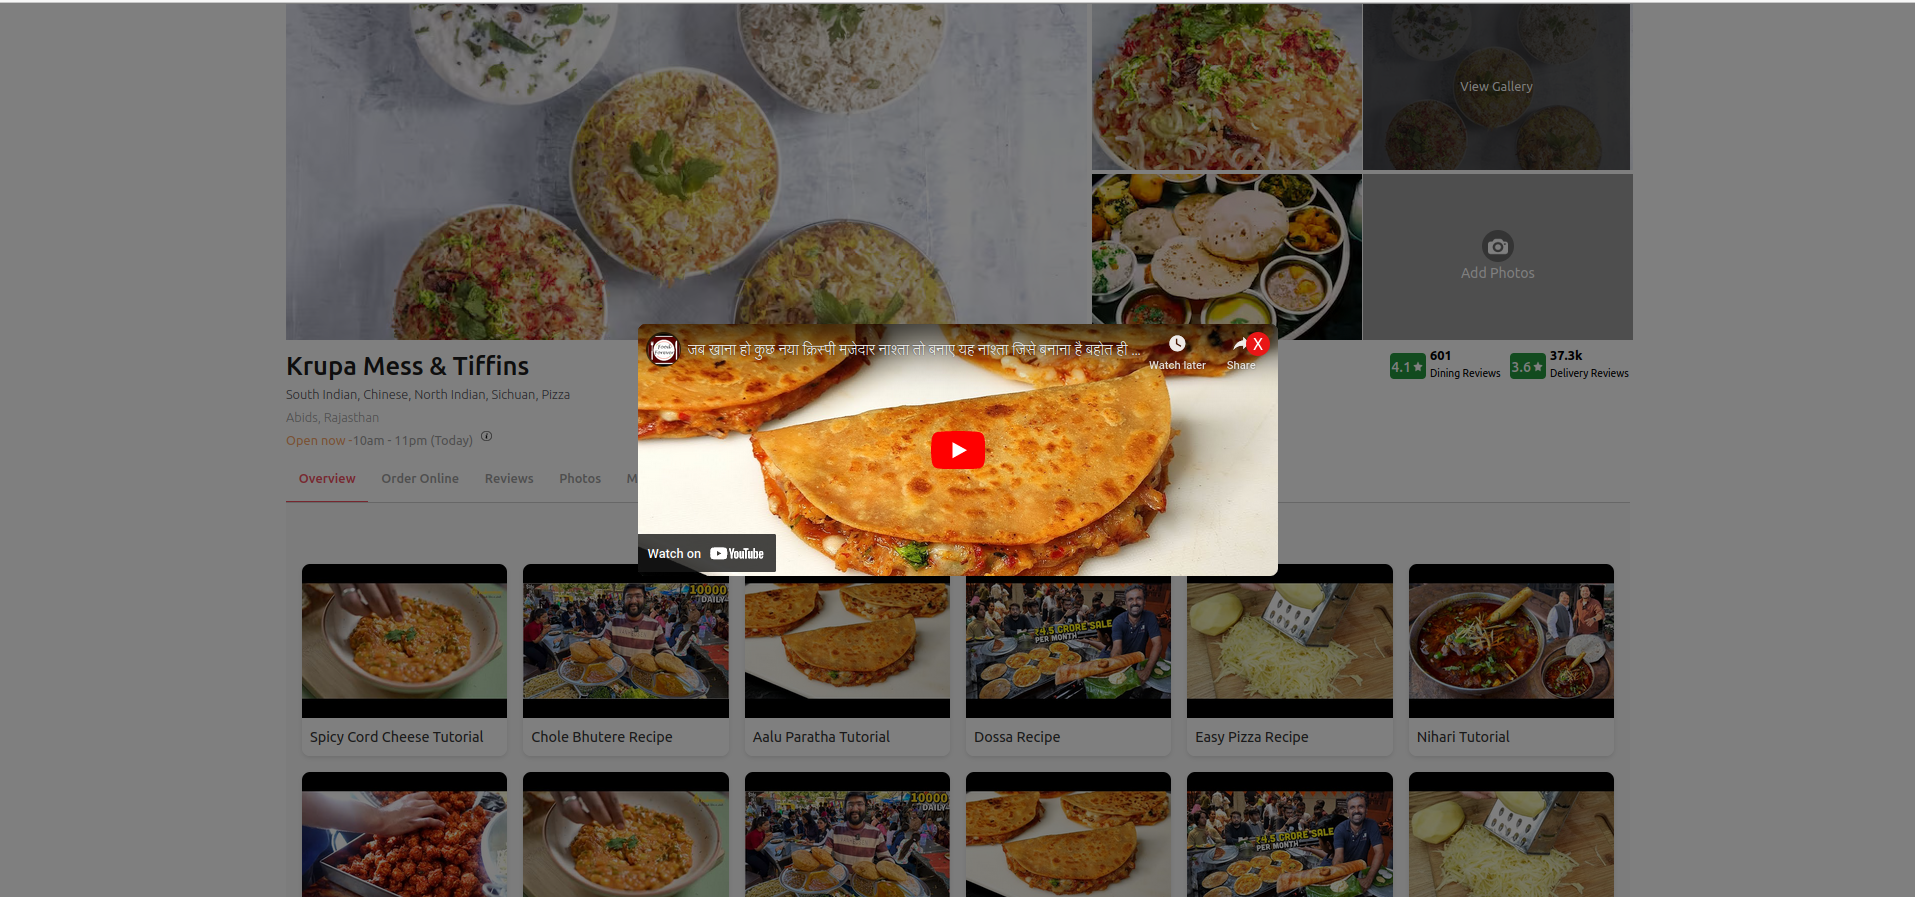 View Gallery
Add Photos
Krupa Mess & Tiffins
South Indian, Chinese, North Indian, Sichuan, Pizza
Abids, Rajasthan
Open now -10am - 11pm (Today)
4.1 601 Dining Reviews
3.6 37.3k Delivery Reviews
Overview Order Online Reviews Photos M
Food Forever
जब खाना हो कुछ नया क्रिस्पी मजेदार नाश्ता तो बनाए यह नाश्ता जिसे बनाना है बहोत ही ...
Watch later
Share
X
Watch on YouTube
10000
DAILY
₹4.5 CRORE SALE
PER MONTH
Spicy Cord Cheese Tutorial
Chole Bhutere Recipe
Aalu Paratha Tutorial
Dossa Recipe
Easy Pizza Recipe
Nihari Tutorial
10000
DAILY
₹4.5 CRORE SALE
PER MONTH